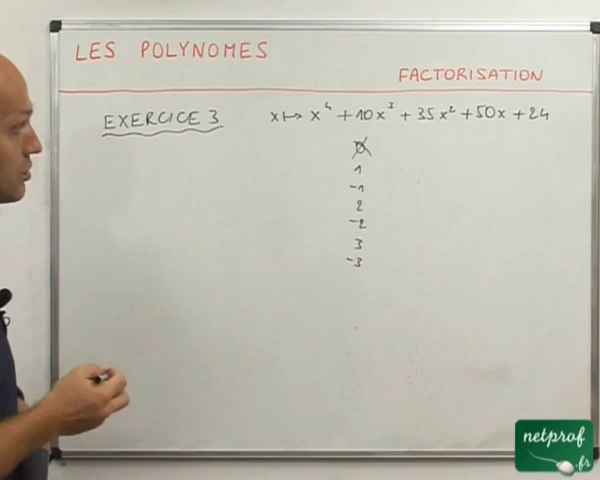 LES POLYNOMES
FACTORISATION
EXERCICE 3 x ↦ x⁴ + 10x³ + 35x² + 50x + 24
0
1
-1
2
-2
3
-3
netprof
.fr